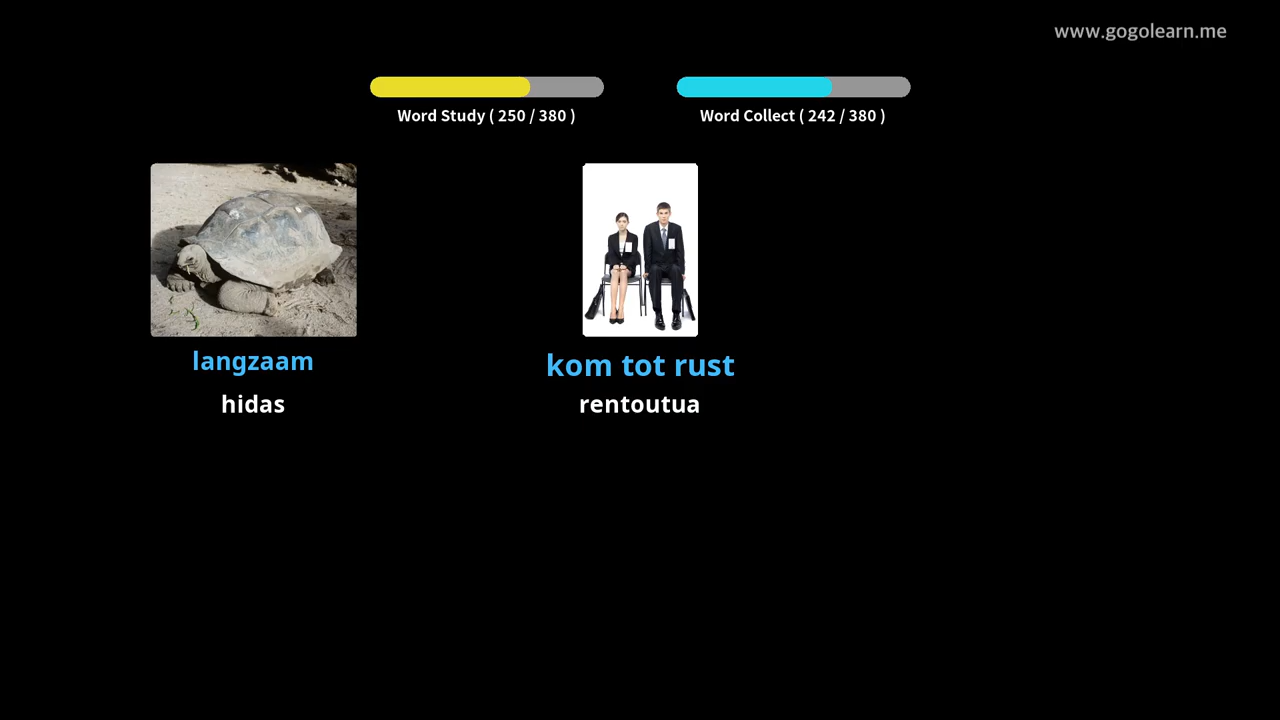 www.gogolearn.me
Word Study ( 250 / 380 )
Word Collect ( 242 / 380 )
langzaam
hidas
kom tot rust
rentoutua